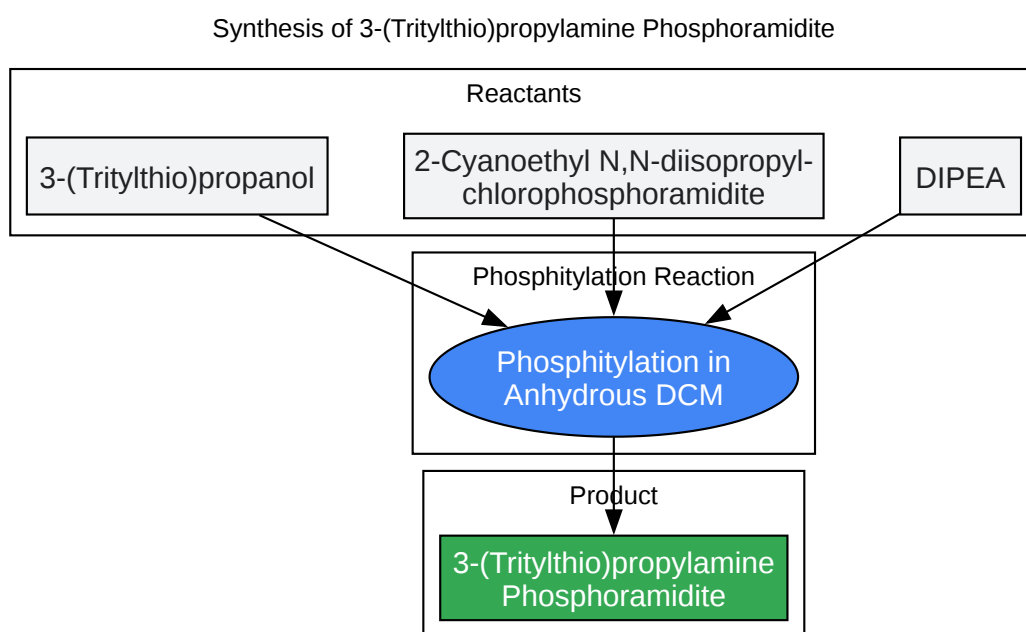 Synthesis of 3-(Tritylthio)propylamine Phosphoramidite
Reactants
3-(Tritylthio)propanol
2-Cyanoethyl N,N-diisopropyl-
chlorophosphoramidite
DIPEA
Phosphitylation Reaction
Phosphitylation in
Anhydrous DCM
Product
3-(Tritylthio)propylamine
Phosphoramidite